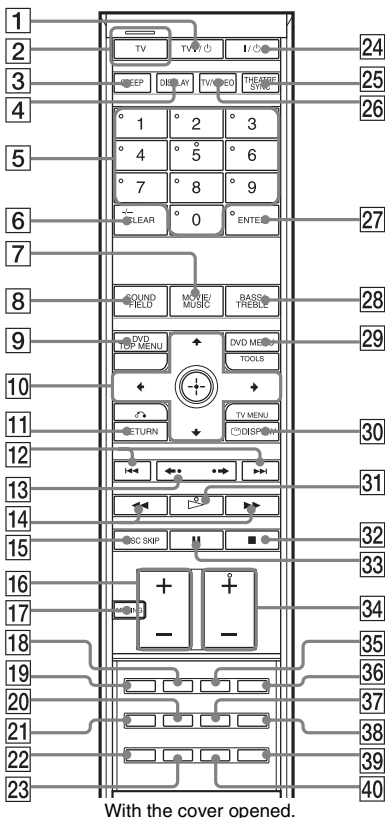 1
2
TV
TV I/⏻
I/⏻
24
3
DISPLAY
TV/VIDEO
THEATRE SYNC
25
4
26
5
1
2
3
4
5
6
7
8
9
6
-/--
CLEAR
0
ENTER
27
7
8
SOUND FIELD
MOVIE/ MUSIC
BASS/ TREBLE
28
9
DVD TOP MENU
DVD MENU
29
TOOLS
10
11
RETURN
TV MENU
DISPLAY
30
12
13
31
14
15
DISC SKIP
32
33
16
+
+
17
–
–
34
18
35
19
36
20
37
21
38
22
39
23
40
With the cover opened.